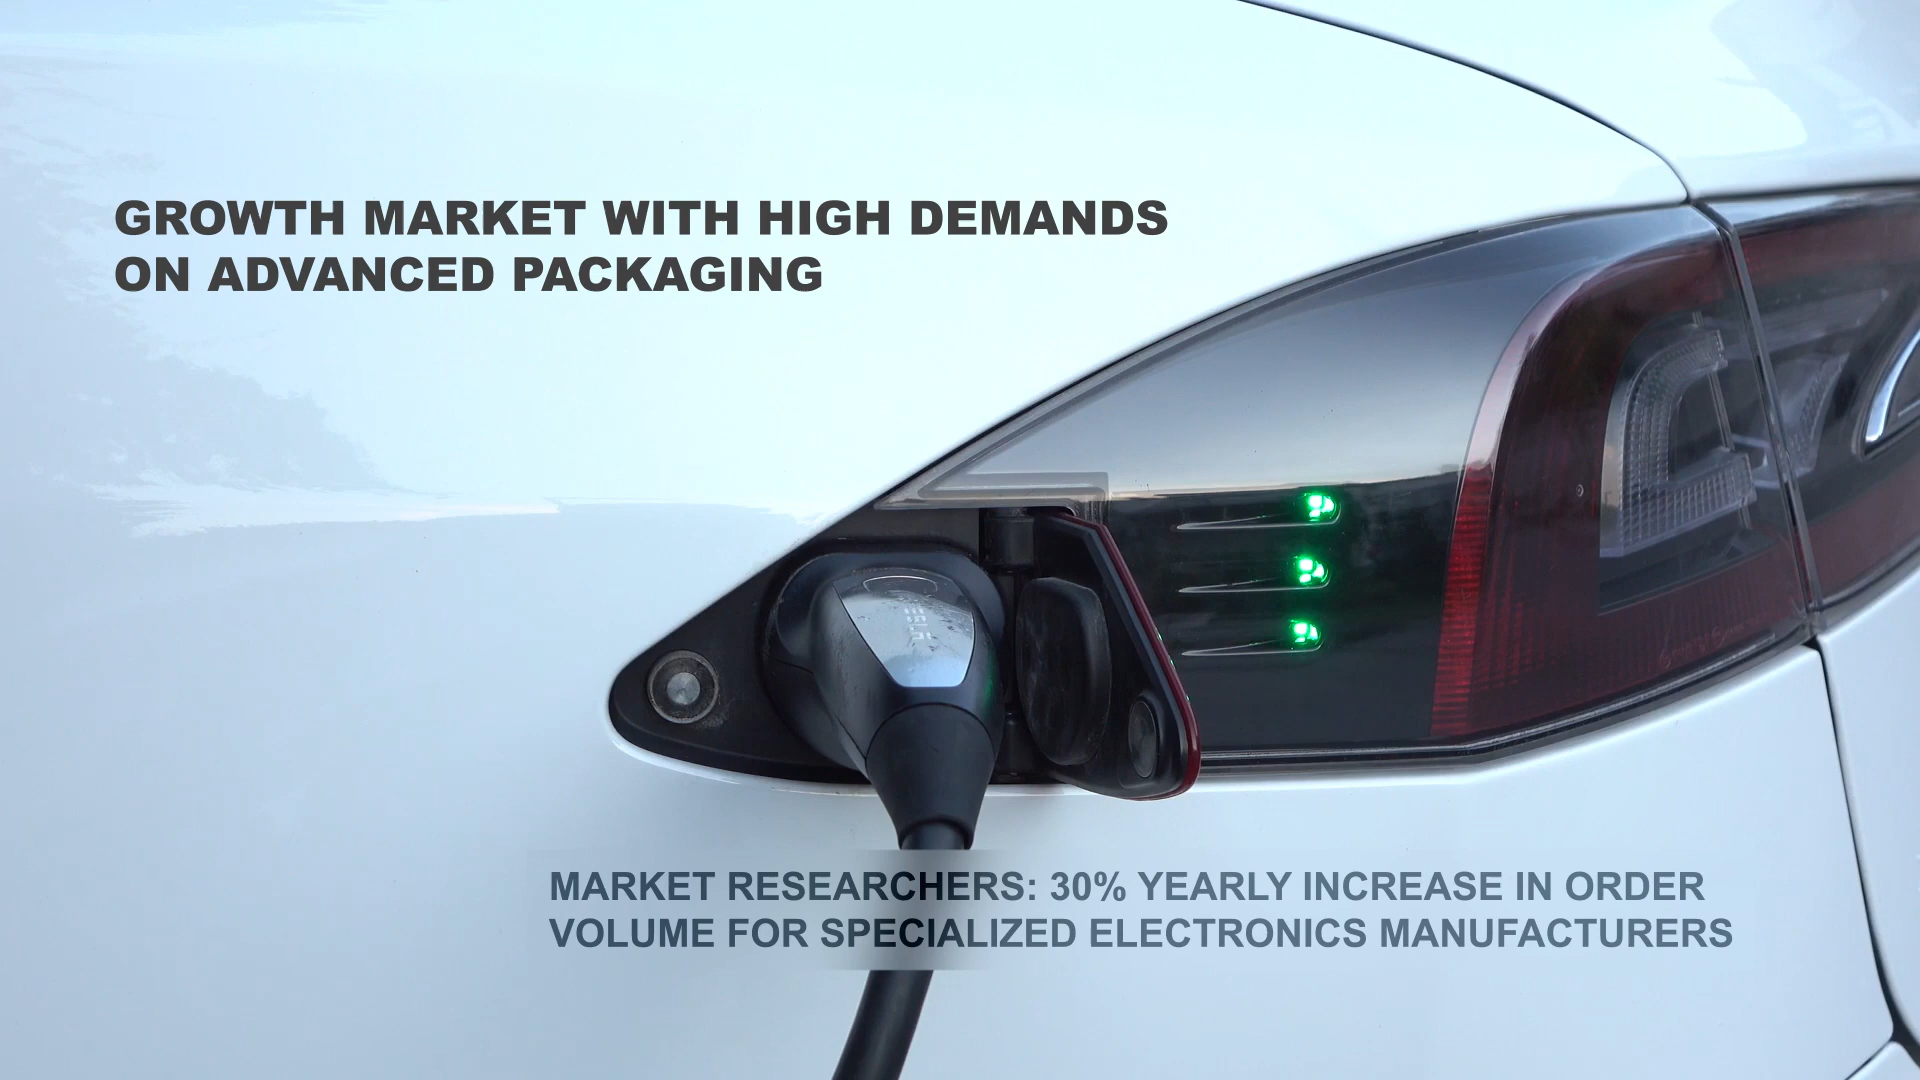 GROWTH MARKET WITH HIGH DEMANDS
ON ADVANCED PACKAGING
TESLA
MARKET RESEARCHERS: 30% YEARLY INCREASE IN ORDER
VOLUME FOR SPECIALIZED ELECTRONICS MANUFACTURERS